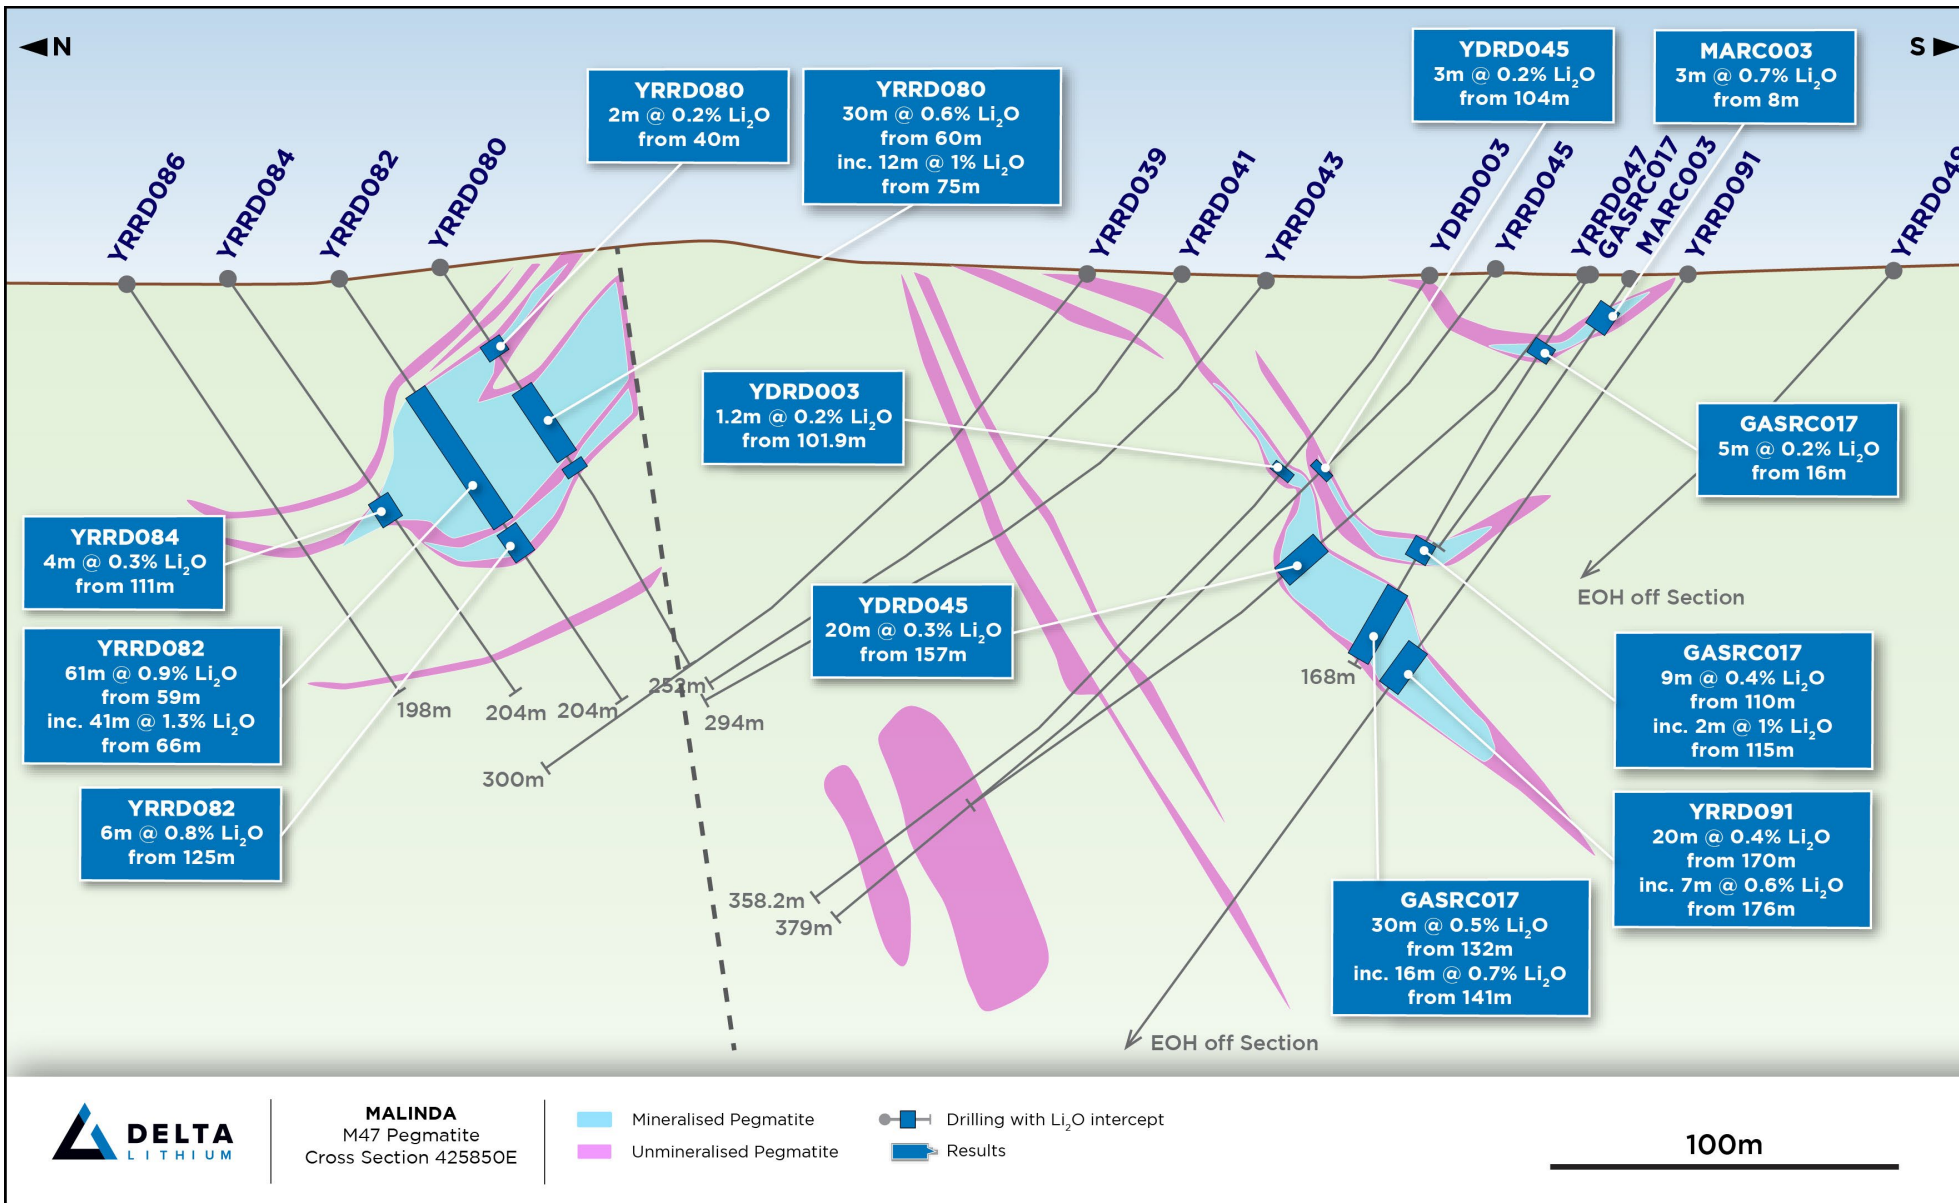 N
S
YRRD086
YRRD084
YRRD082
YRRD080
YRRD039
YRRD041
YRRD043
YDRD003
YRRD045
YRRD047
GASRC017
MARC003
YRRD091
YRRD049
YRRD080
2m @ 0.2% Li₂O
from 40m
YRRD080
30m @ 0.6% Li₂O
from 60m
inc. 12m @ 1% Li₂O
from 75m
YDRD045
3m @ 0.2% Li₂O
from 104m
MARC003
3m @ 0.7% Li₂O
from 8m
YDRD003
1.2m @ 0.2% Li₂O
from 101.9m
GASRC017
5m @ 0.2% Li₂O
from 16m
YRRD084
4m @ 0.3% Li₂O
from 111m
EOH off Section
YDRD045
20m @ 0.3% Li₂O
from 157m
YRRD082
61m @ 0.9% Li₂O
from 59m
inc. 41m @ 1.3% Li₂O
from 66m
GASRC017
9m @ 0.4% Li₂O
from 110m
inc. 2m @ 1% Li₂O
from 115m
168m
252m
198m
204m
204m
294m
300m
YRRD082
6m @ 0.8% Li₂O
from 125m
YRRD091
20m @ 0.4% Li₂O
from 170m
inc. 7m @ 0.6% Li₂O
from 176m
358.2m
379m
GASRC017
30m @ 0.5% Li₂O
from 132m
inc. 16m @ 0.7% Li₂O
from 141m
EOH off Section
DELTA
LITHIUM
MALINDA
M47 Pegmatite
Cross Section 425850E
Mineralised Pegmatite
Unmineralised Pegmatite
Drilling with Li₂O intercept
Results
100m